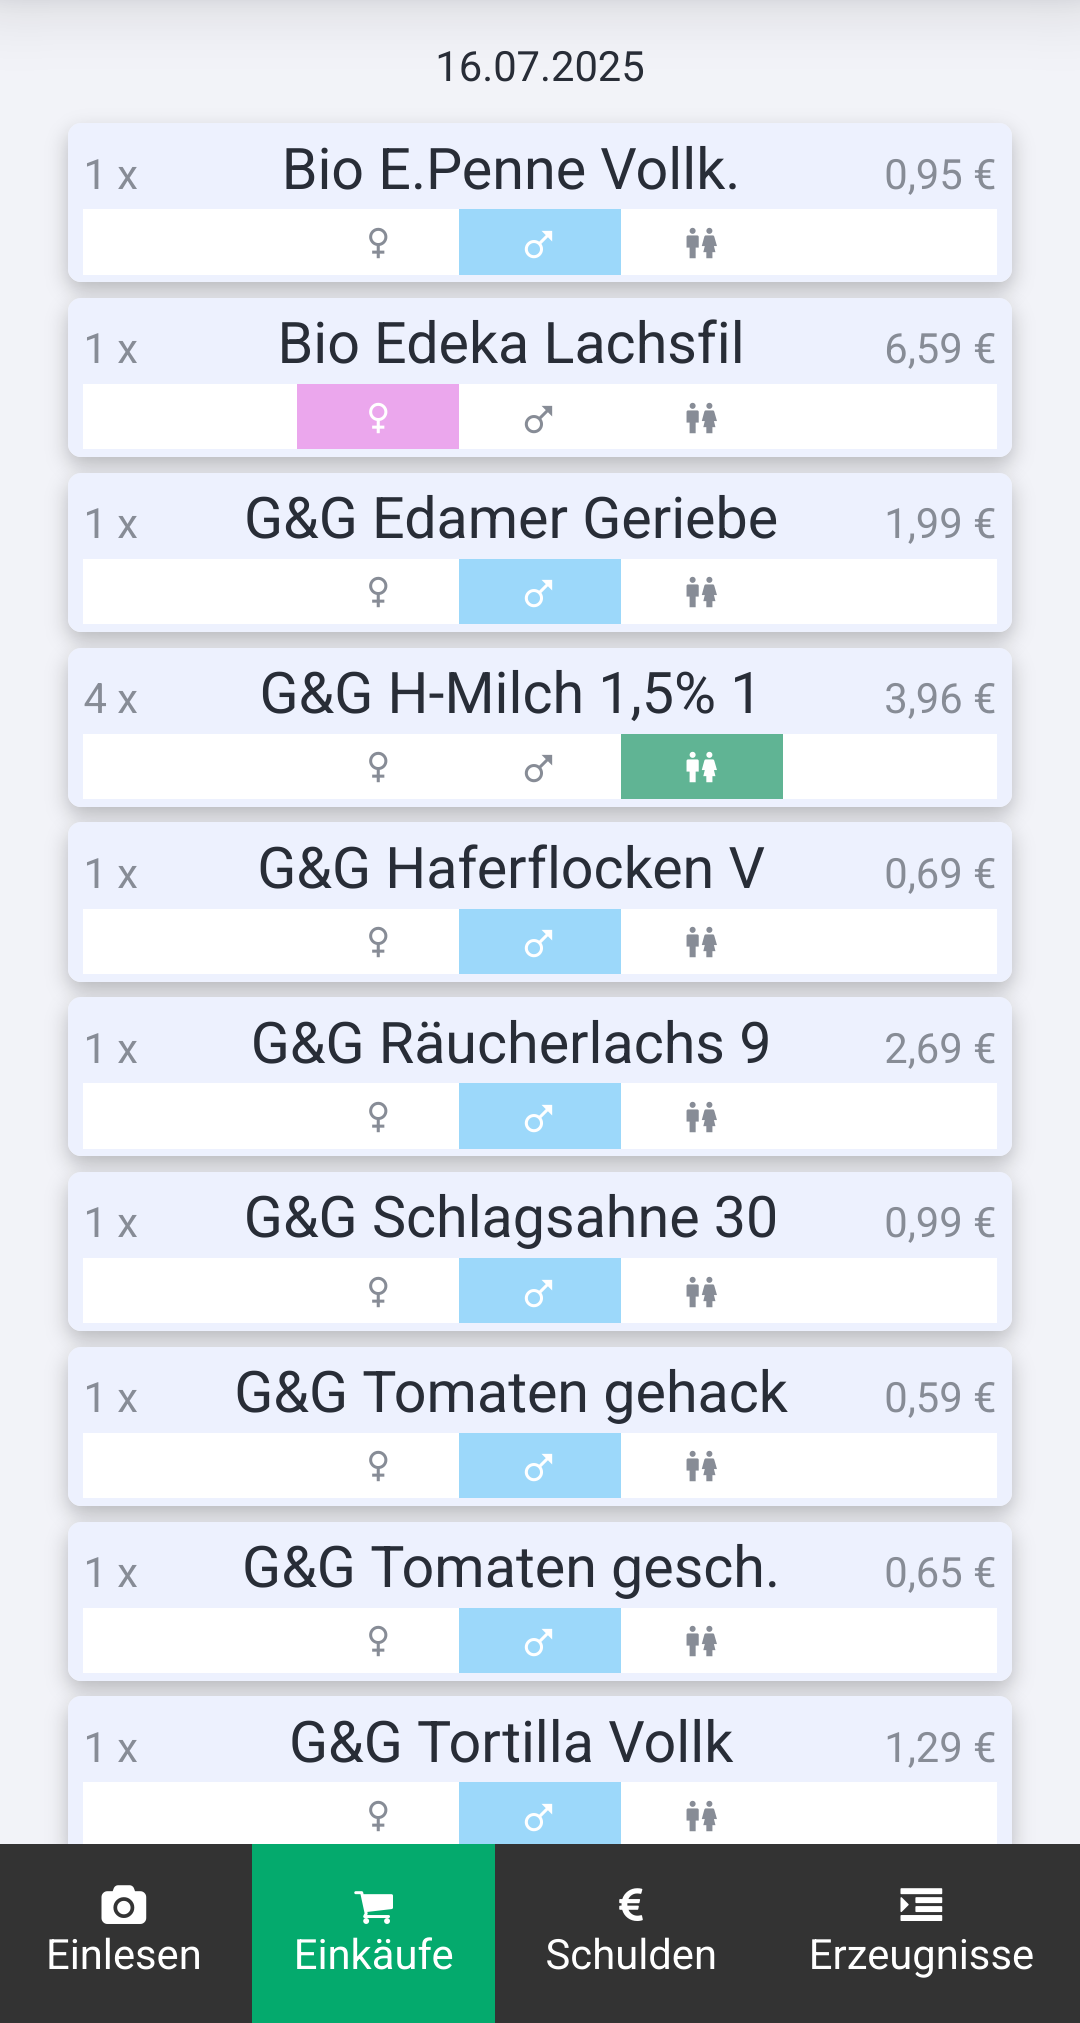 16.07.2025
1 x Bio E.Penne Vollk. 0,95 €
1 x Bio Edeka Lachsfil 6,59 €
1 x G&G Edamer Geriebe 1,99 €
4 x G&G H-Milch 1,5% 1 3,96 €
1 x G&G Haferflocken V 0,69 €
1 x G&G Räucherlachs 9 2,69 €
1 x G&G Schlagsahne 30 0,99 €
1 x G&G Tomaten gehack 0,59 €
1 x G&G Tomaten gesch. 0,65 €
1 x G&G Tortilla Vollk 1,29 €
Einlesen Einkäufe Schulden Erzeugnisse